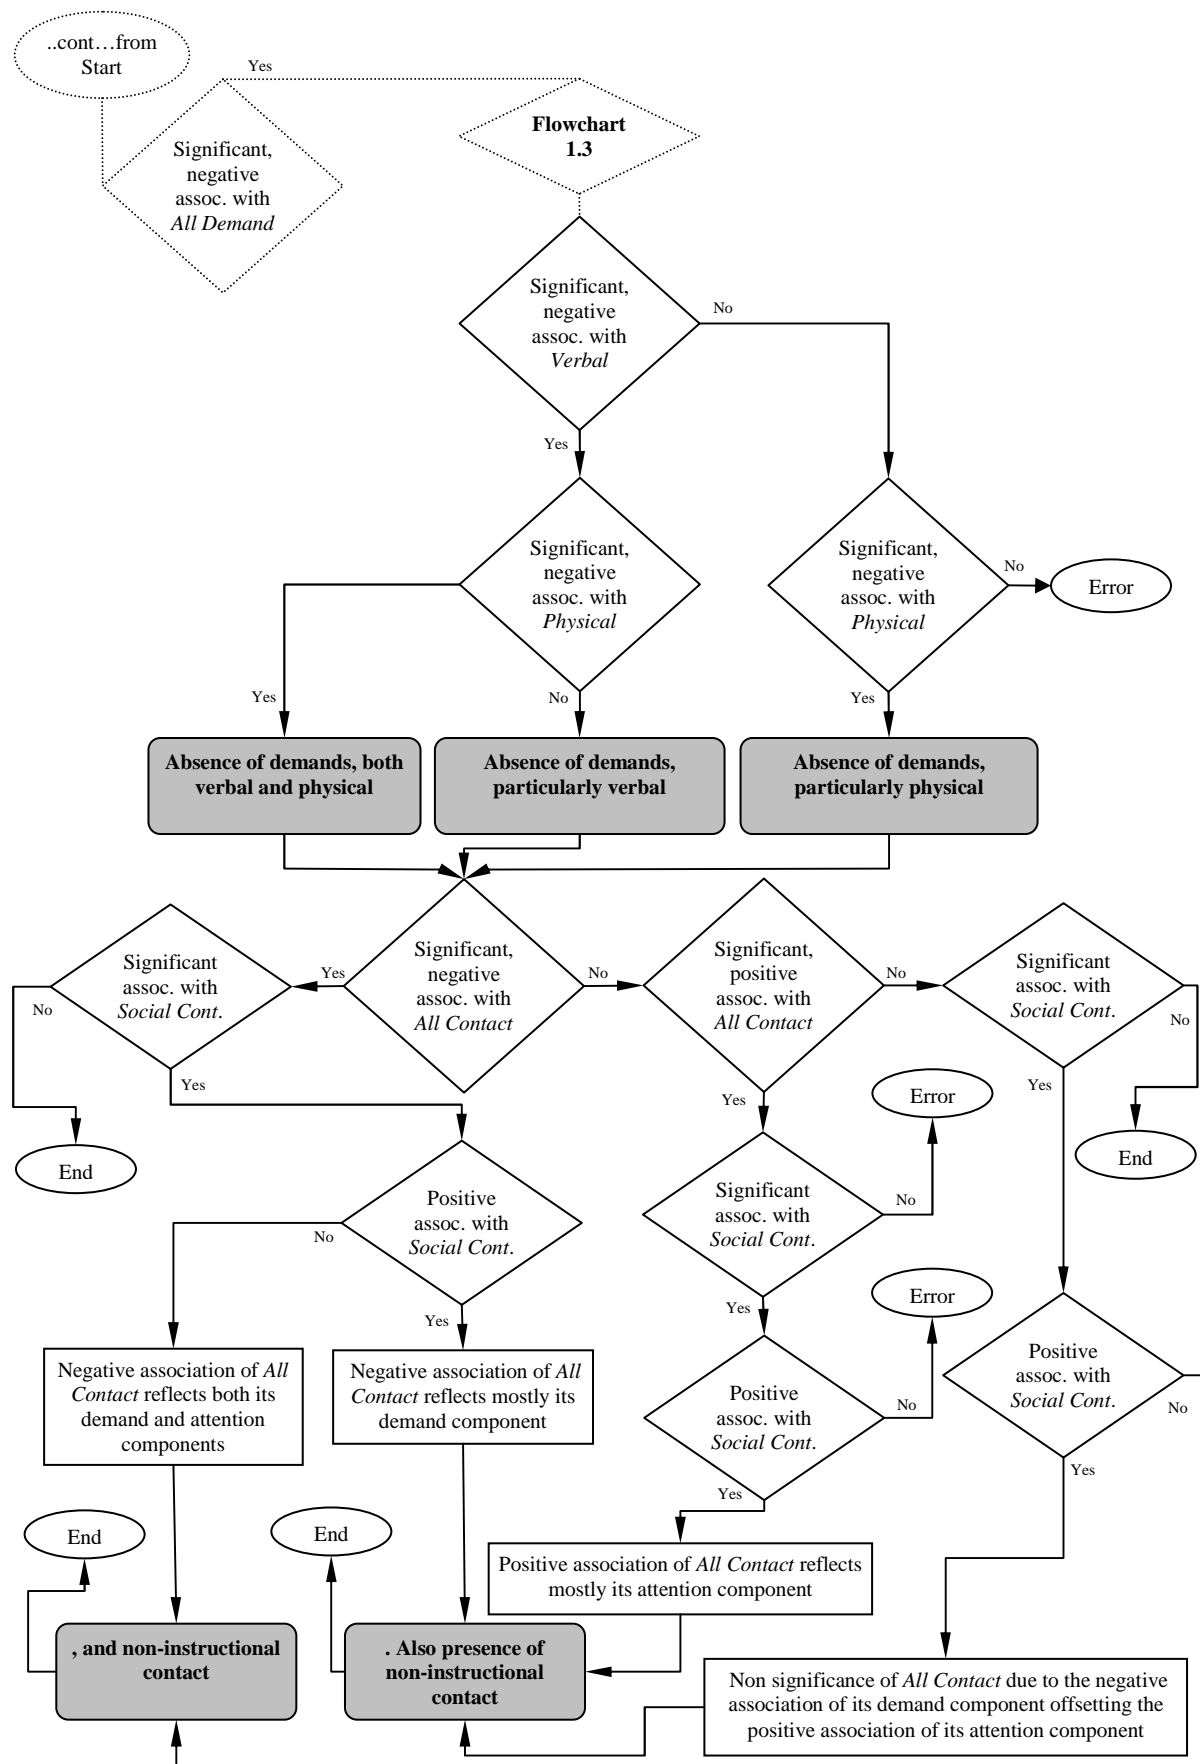 ..cont…from
Start
Yes
Significant,
negative
assoc. with
All Demand
Flowchart
1.3
Significant,
negative
assoc. with
Verbal
No
Yes
Significant,
negative
assoc. with
Physical
Significant,
negative
assoc. with
Physical
No
Error
Yes
No
Yes
Absence of demands, both
verbal and physical
Absence of demands,
particularly verbal
Absence of demands,
particularly physical
Significant
assoc. with
Social Cont.
Yes
Significant,
negative
assoc. with
All Contact
No
Significant,
positive
assoc. with
All Contact
No
Significant
assoc. with
Social Cont.
No
No
Yes
Yes
Yes
Error
End
End
Positive
assoc. with
Social Cont.
No
Significant
assoc. with
Social Cont.
No
Yes
Yes
Error
Negative association of All
Contact reflects both its
demand and attention
components
Negative association of All
Contact reflects mostly its
demand component
Positive
assoc. with
Social Cont.
No
Positive
assoc. with
Social Cont.
No
Yes
Yes
End
End
Positive association of All Contact reflects
mostly its attention component
, and non-instructional
contact
. Also presence of
non-instructional
contact
Non significance of All Contact due to the negative
association of its demand component offsetting the
positive association of its attention component